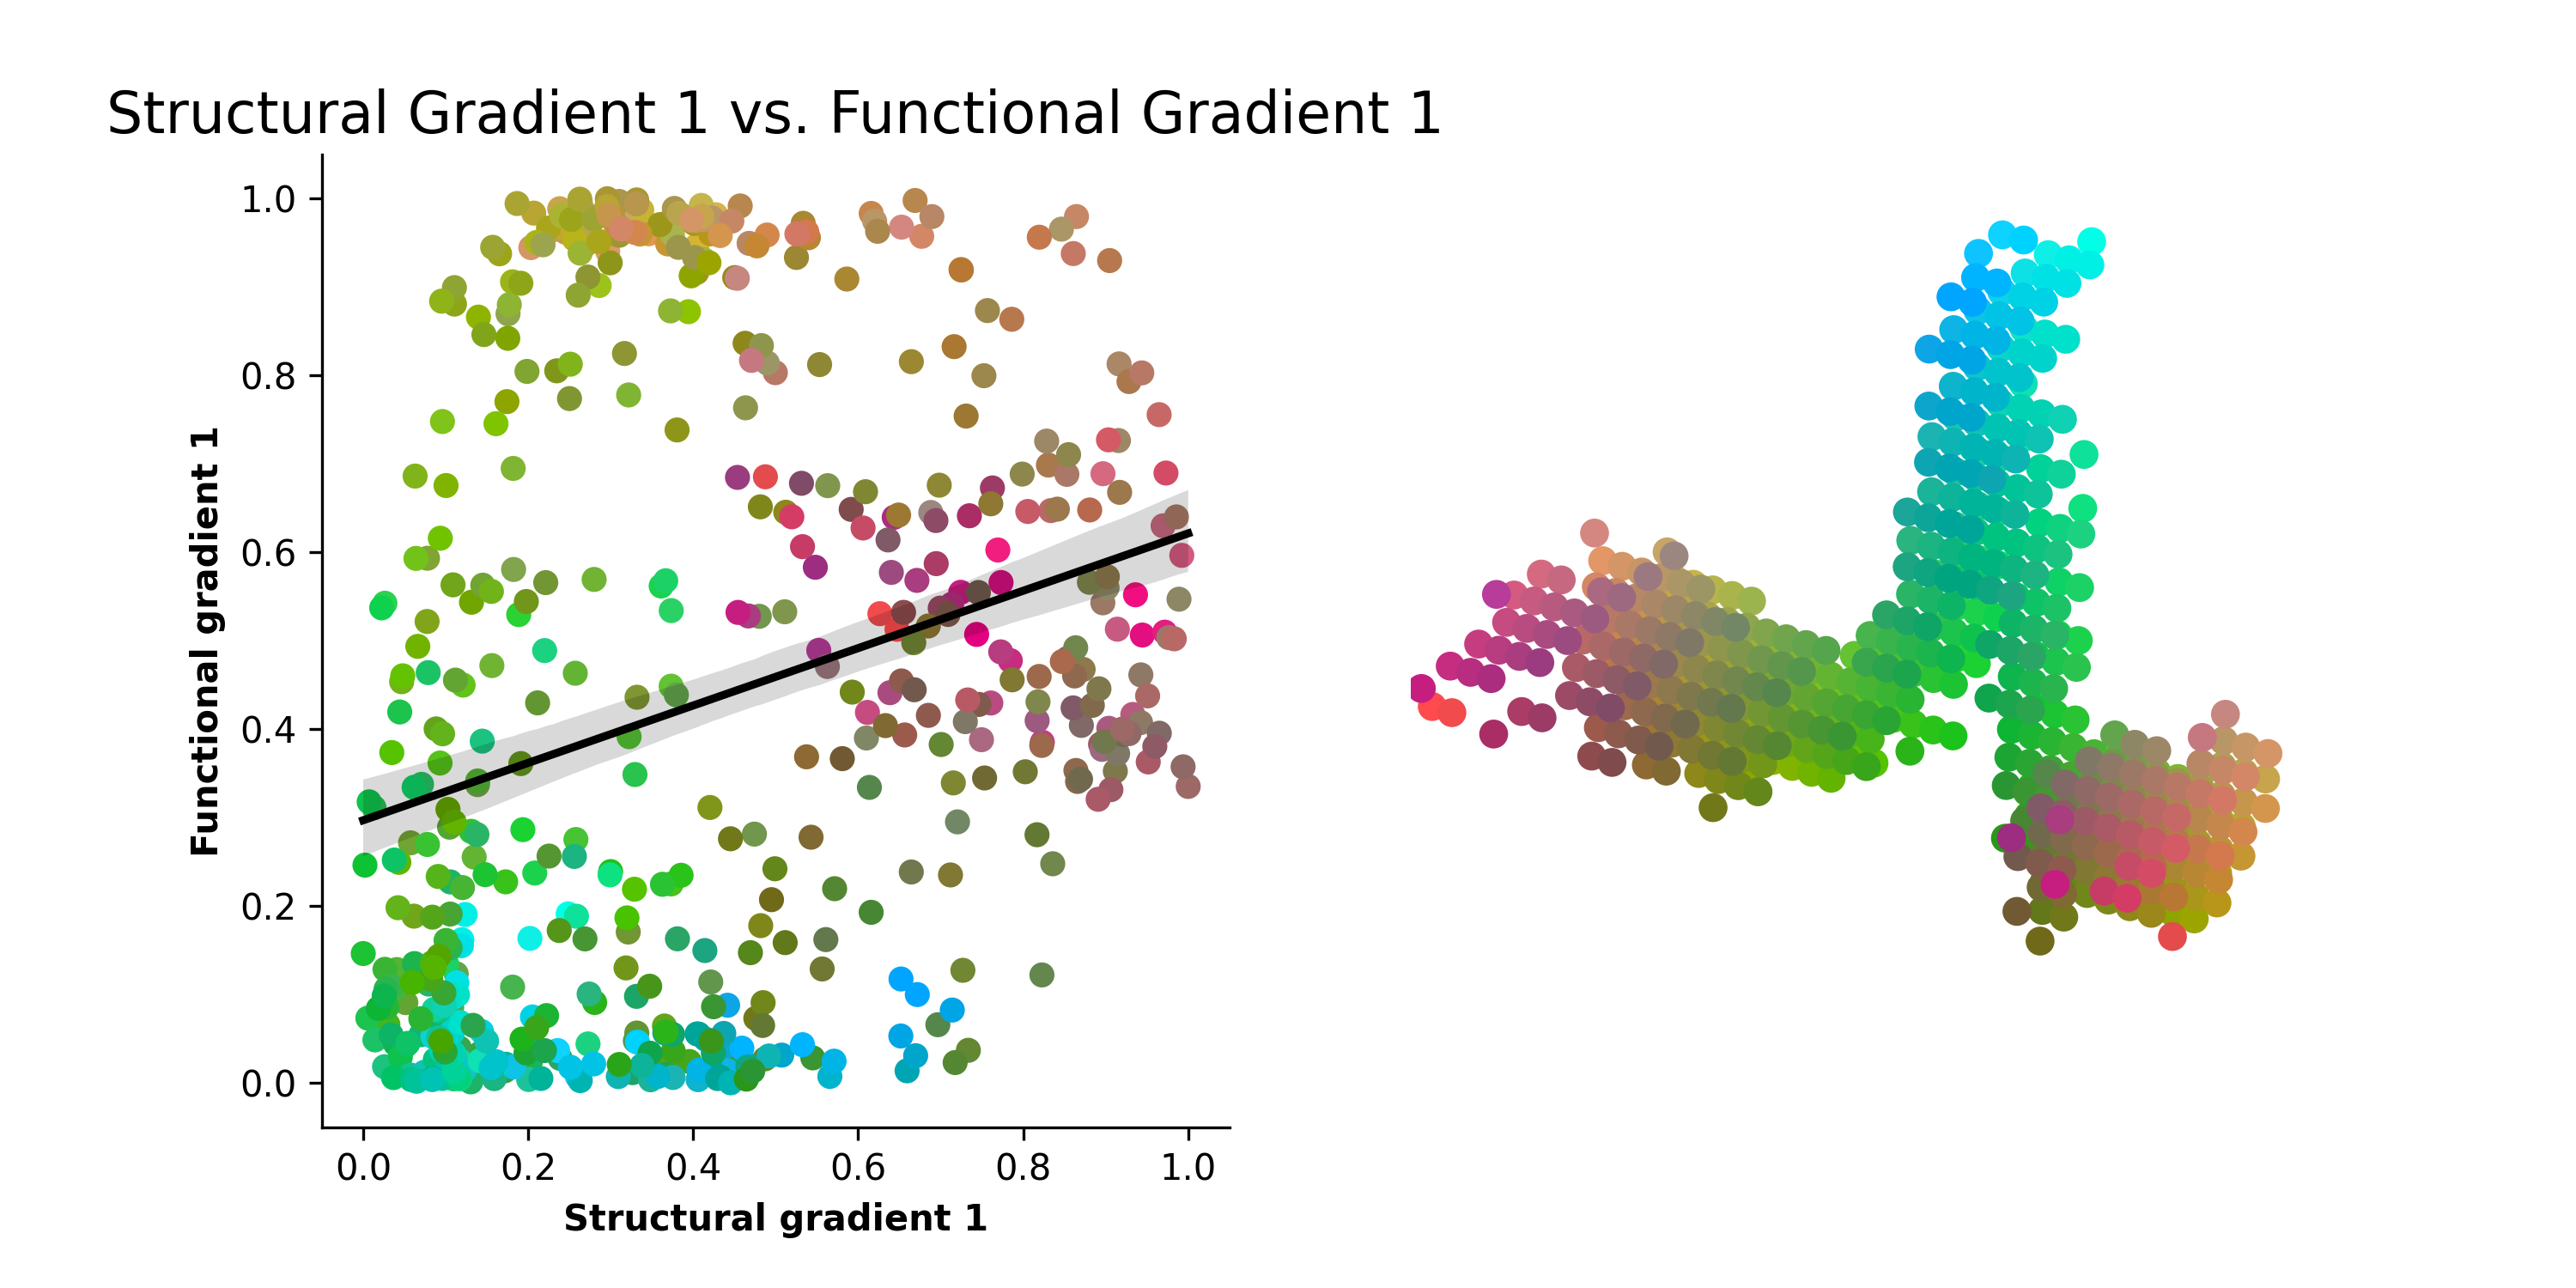 Structural Gradient 1 vs. Functional Gradient 1
1.0
0.8
0.6
0.4
0.2
0.0
Functional gradient 1
0.0 0.2 0.4 0.6 0.8 1.0
Structural gradient 1